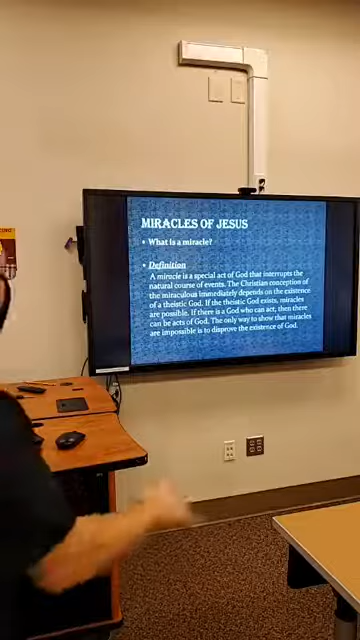 MIRACLES OF JESUS
• What is a miracle?
• Definition
A miracle is a special act of God that interrupts the
natural course of events. The Christian conception of
the miraculous immediately depends on the existence
of a theistic God. If the theistic God exists, miracles
are possible. If there is a God who can act, then there
can be acts of God. The only way to show that miracles
are impossible is to disprove the existence of God.